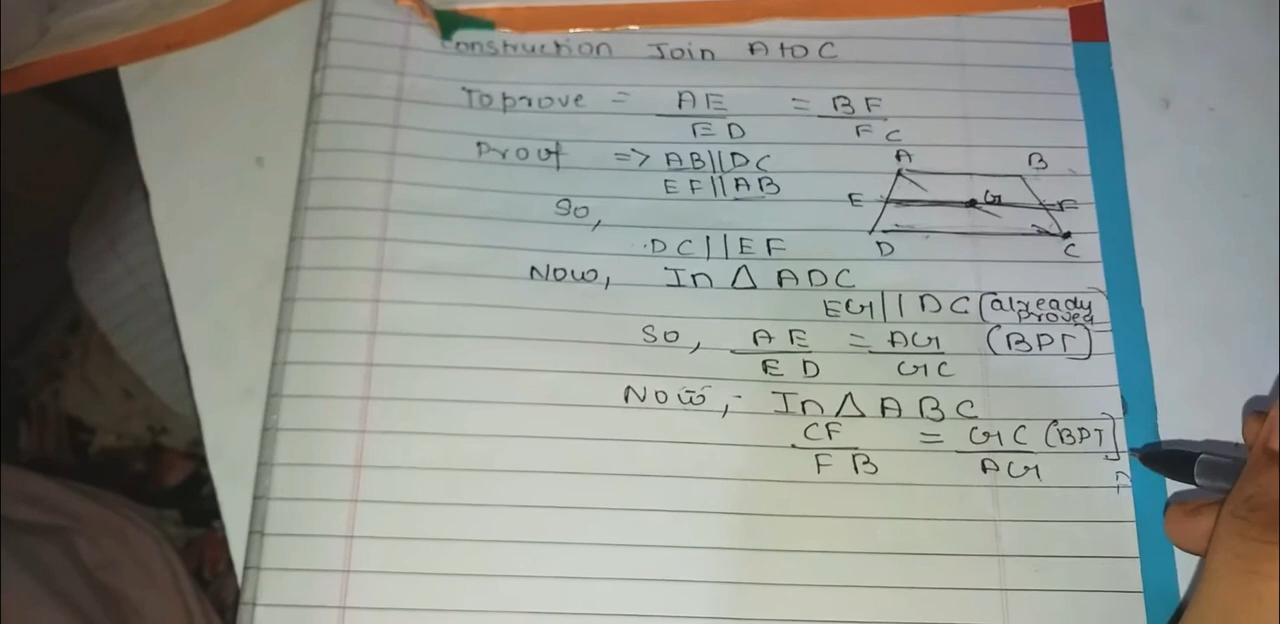 Construction Join A to C
To prove = AE/ED = BF/FC
Proof => AB||DC
EF||AB
So,
DC||EF
A B
E G F
D C
Now, In Δ ADC
EG||DC (already proved
So, AE/ED = AG/GC (BPT)
Now, In Δ ABC
CF/FB = GC/AG (BPT]